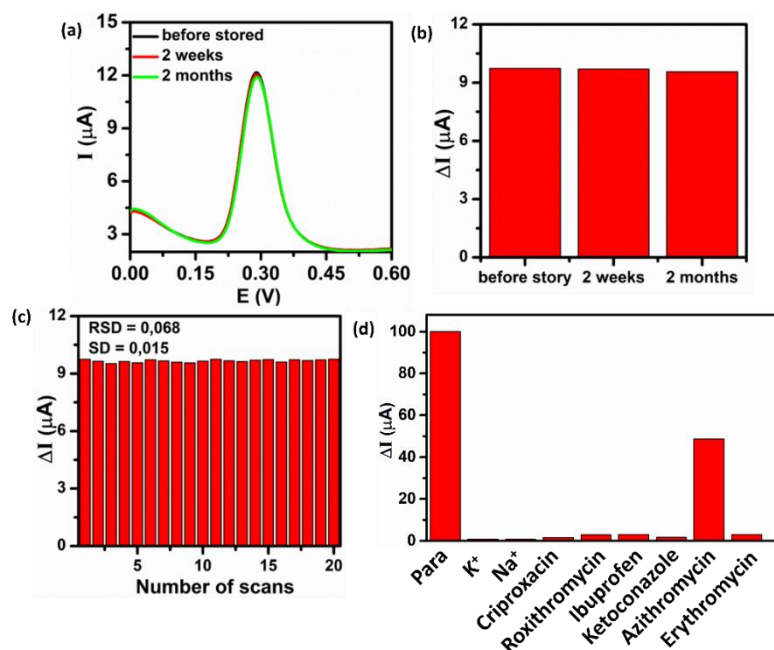 (a)
before stored
2 weeks
2 months
15
12
9
6
3
I (μA)
0.00 0.15 0.30 0.45 0.60
E (V)
(b)
12
9
6
3
0
ΔI (μA)
before story 2 weeks 2 months
(c)
RSD = 0,068
SD = 0,015
12
9
6
3
0
ΔI (μA)
5 10 15 20
Number of scans
(d)
100
80
60
40
20
0
ΔI (μA)
Para
K⁺
Na⁺
Criproxacin
Roxithromycin
Ibuprofen
Ketoconazole
Azithromycin
Erythromycin